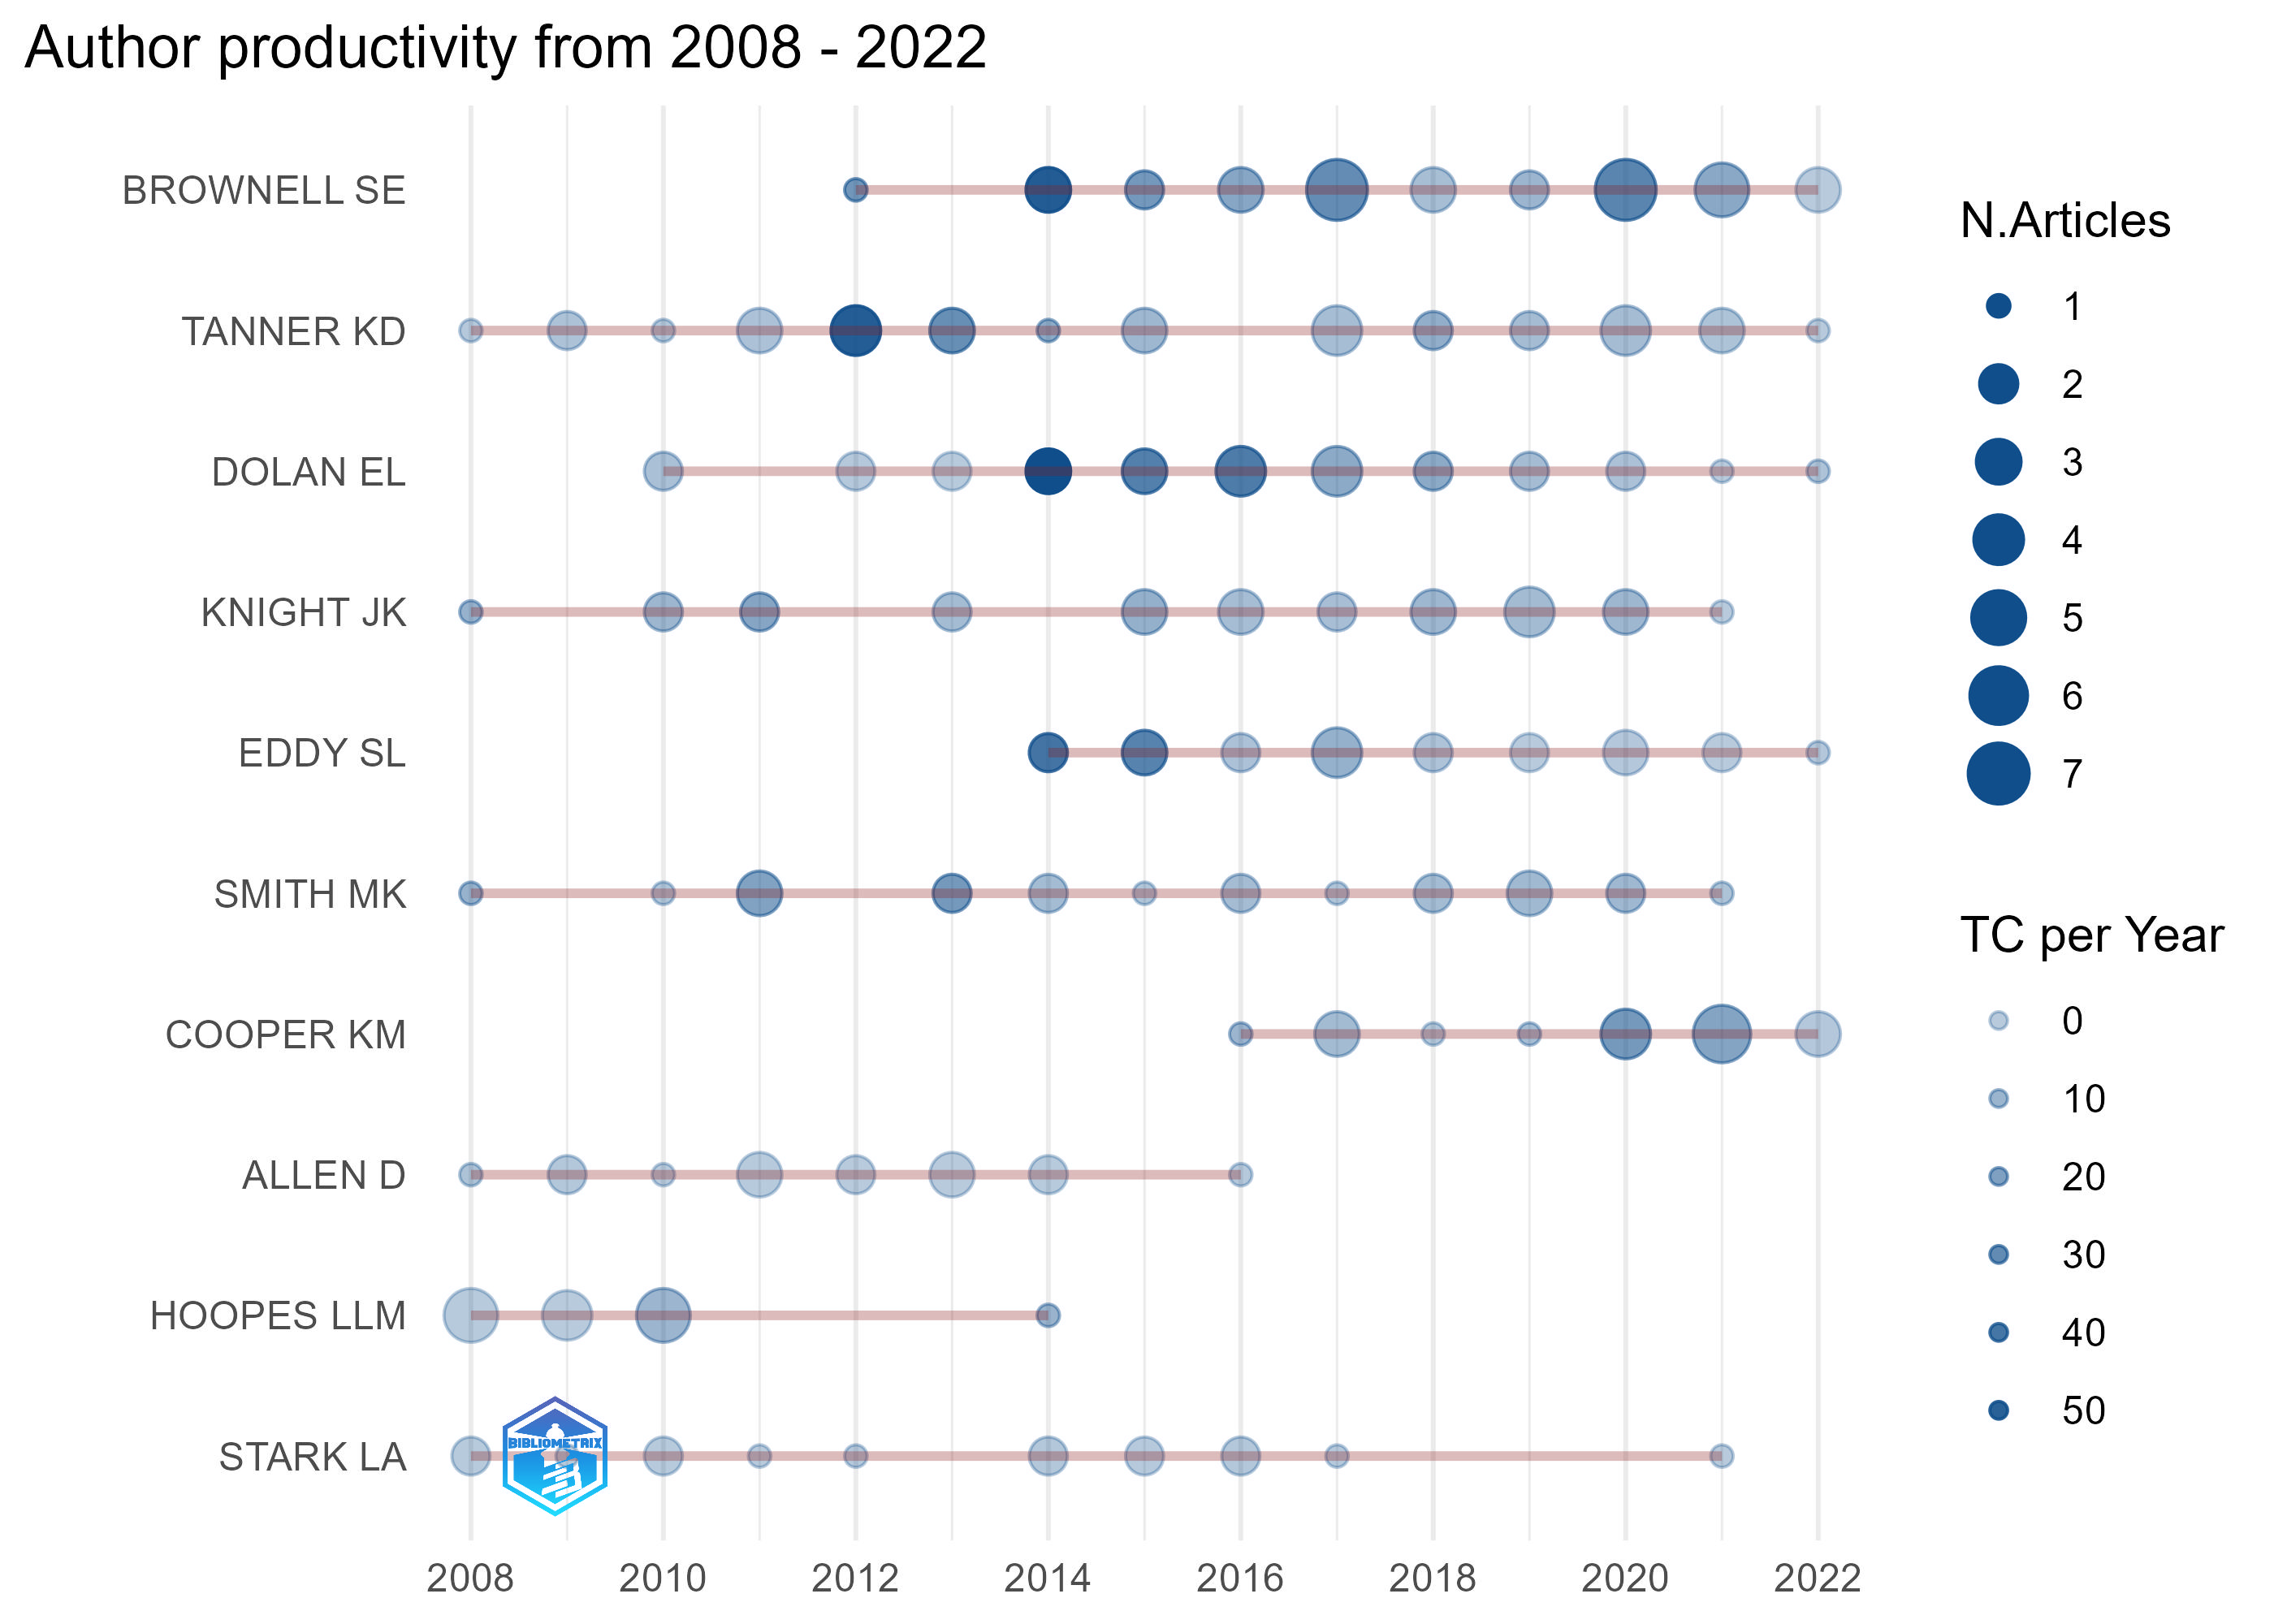 Author productivity from 2008 - 2022
BROWNELL SE
TANNER KD
DOLAN EL
KNIGHT JK
EDDY SL
SMITH MK
COOPER KM
ALLEN D
HOOPES LLM
STARK LA
BIBLIOMETRIX
2008 2010 2012 2014 2016 2018 2020 2022
N.Articles
1
2
3
4
5
6
7
TC per Year
0
10
20
30
40
50